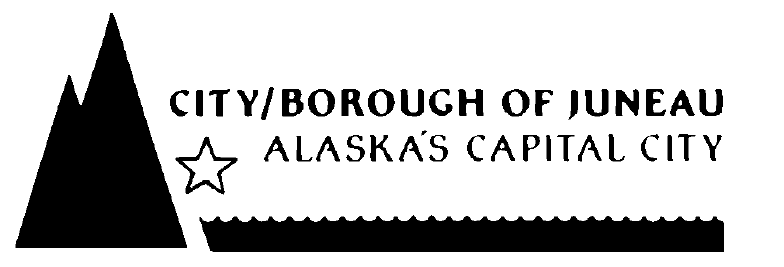 CITY/BOROUGH OF JUNEAU
ALASKA'S CAPITAL CITY